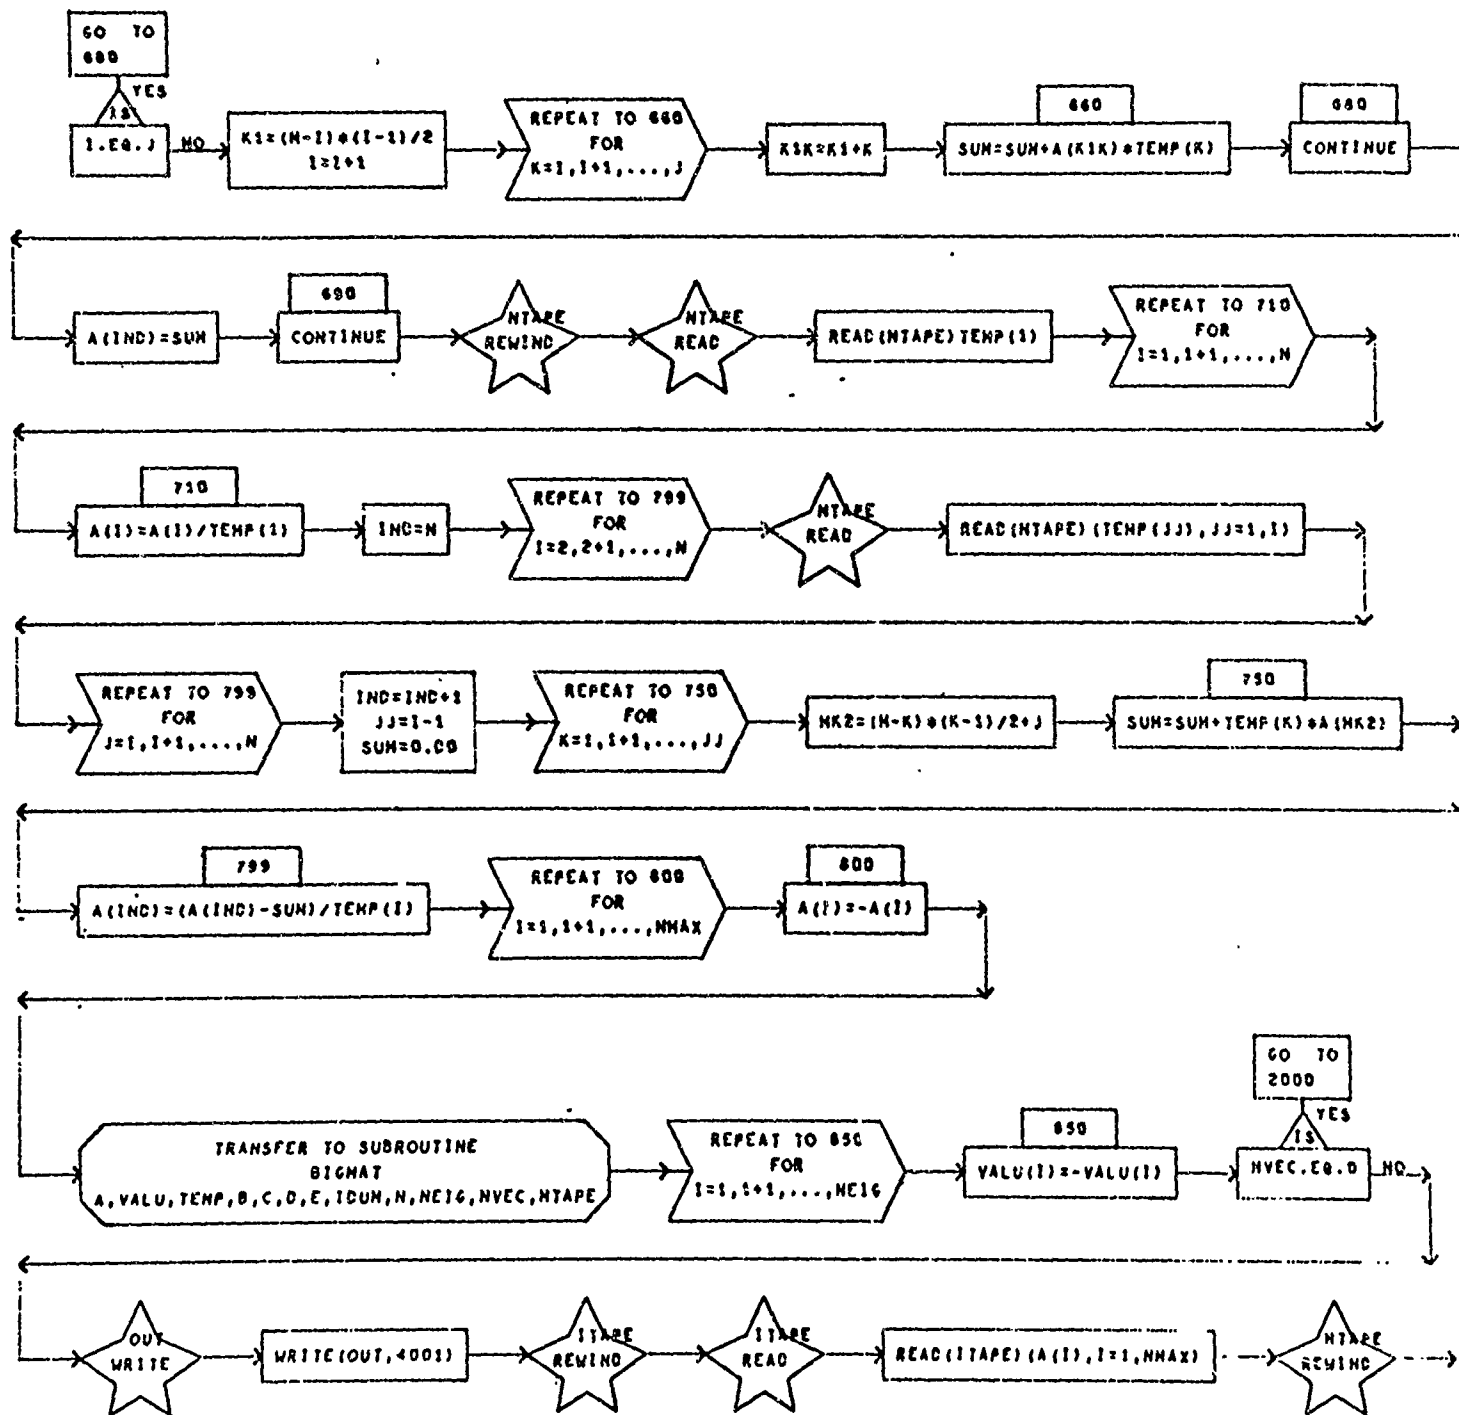 GO TO
680
YES
IS
I.EQ.J
NO
K1=(N-I)*(I-1)/2
I=I+1
REPEAT TO 660
FOR
K=I,I+1,...,J
K1K=K1+K
660
SUM=SUM+A(K1K)*TEMP(K)
680
CONTINUE
A(IND)=SUM
690
CONTINUE
NTAPE
REWIND
NTAPE
READ
READ(NTAPE)TEMP(1)
REPEAT TO 710
FOR
I=1,1+1,...,N
710
A(I)=A(I)/TEMP(1)
IND=N
REPEAT TO 799
FOR
I=2,2+1,...,N
NTAPE
READ
READ(NTAPE)(TEMP(JJ),JJ=1,I)
REPEAT TO 799
FOR
J=I,I+1,...,N
IND=IND+1
JJ=I-1
SUM=0.D0
REPEAT TO 750
FOR
K=1,1+1,...,JJ
MK2=(N-K)*(K-1)/2+J
750
SUM=SUM+TEMP(K)*A(MK2)
799
A(IND)=(A(IND)-SUM)/TEMP(I)
REPEAT TO 800
FOR
I=1,1+1,...,NMAX
800
A(I)=-A(I)
TRANSFER TO SUBROUTINE
BIGMAT
A,VALU,TEMP,B,C,D,E,IDUM,N,NEIG,NVEC,NTAPE
REPEAT TO 850
FOR
I=1,1+1,...,NEIG
850
VALU(I)=-VALU(I)
GO TO
2000
YES
IS
NVEC.EQ.0
NO
OUT
WRITE
WRITE(OUT,4001)
ITAPE
REWIND
ITAPE
READ
READ(ITAPE)(A(I),I=1,NMAX)
NTAPE
REWIND